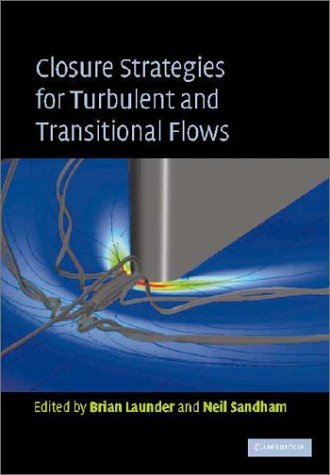 Closure Strategies
for Turbulent and
Transitional Flows
Edited by Brian Launder and Neil Sandham
CAMBRIDGE